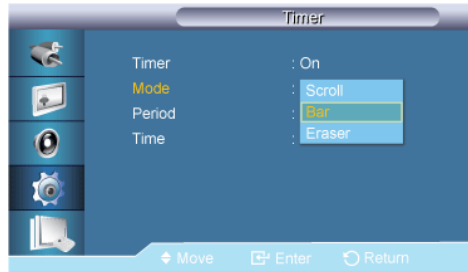 Timer
Timer : On
Mode : Scroll
Period : Bar
Time : Eraser
Move Enter Return